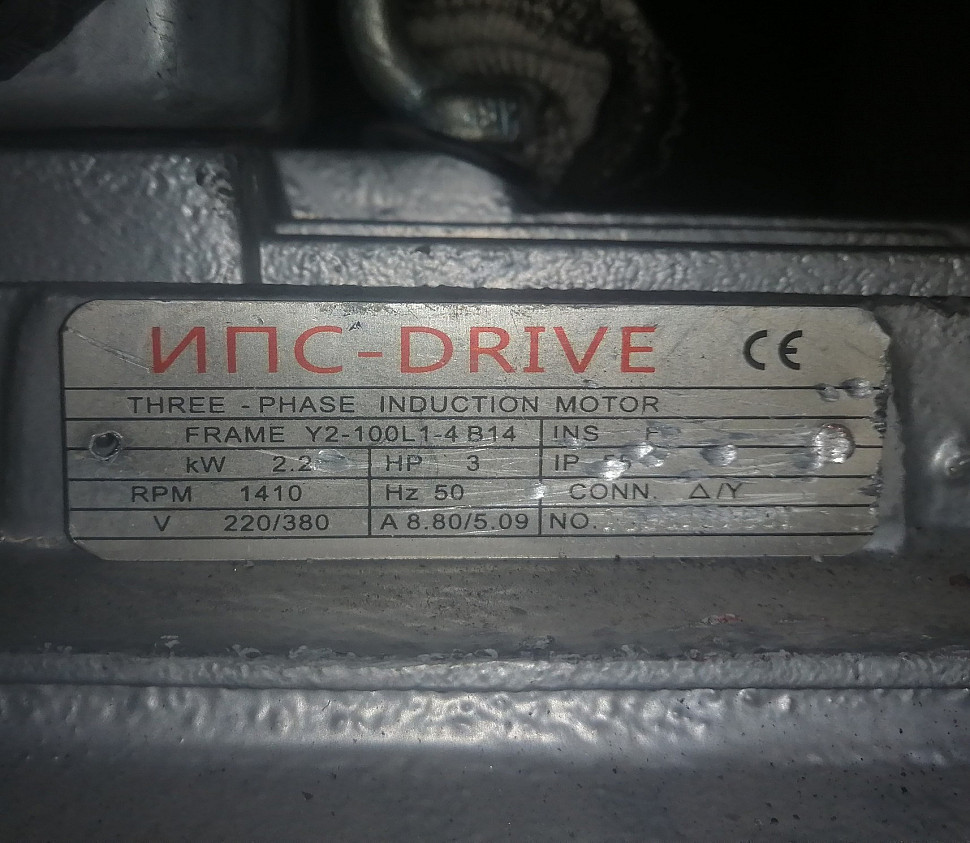 ИПС-DRIVE CE
THREE - PHASE INDUCTION MOTOR
FRAME Y2-100L1-4 B14 INS F
kW 2.2 HP 3 IP 55
RPM 1410 Hz 50 CONN. Δ/Y
V 220/380 A 8.80/5.09 NO.